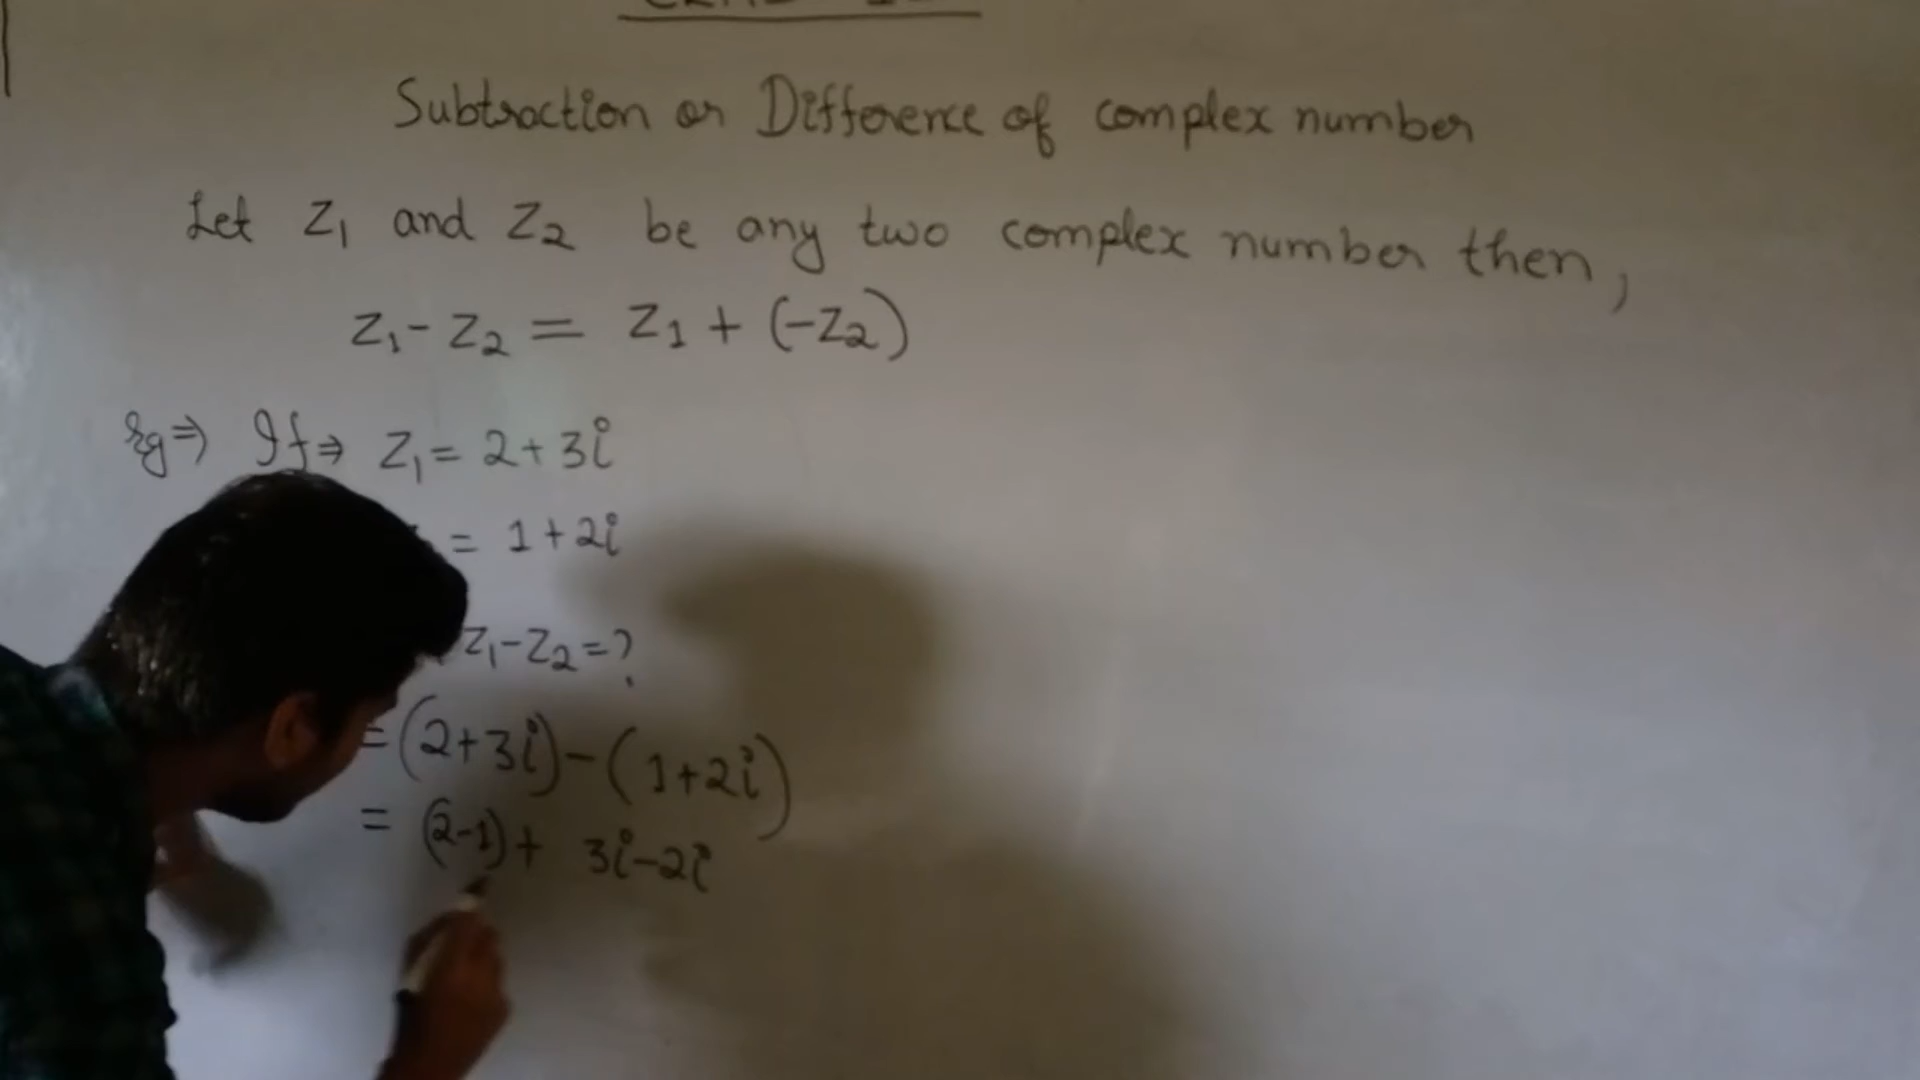 Subtraction or Difference of complex number
Let Z₁ and Z₂ be any two complex number then,
Z₁ - Z₂ = Z₁ + (-Z₂)
Eg ⇒ If ⇒ Z₁ = 2 + 3i
= 1 + 2i
Z₁ - Z₂ = ?
= (2 + 3i) - (1 + 2i)
= (2 - 1) + 3i - 2i